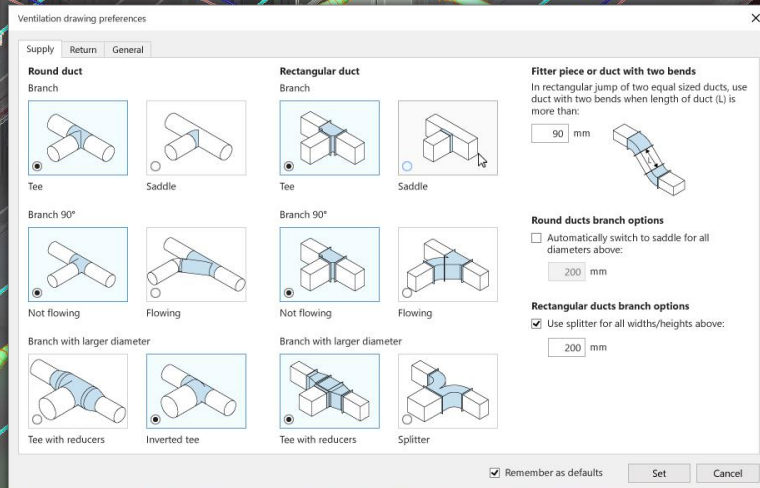 Ventilation drawing preferences
Supply
Return
General
Round duct
Branch
Tee
Saddle
Branch 90°
Not flowing
Flowing
Branch with larger diameter
Tee with reducers
Inverted tee
Rectangular duct
Branch
Tee
Saddle
Branch 90°
Not flowing
Flowing
Branch with larger diameter
Tee with reducers
Splitter
Fitter piece or duct with two bends
In rectangular jump of two equal sized ducts, use
duct with two bends when length of duct (L) is
more than:
90 mm
L
Round ducts branch options
Automatically switch to saddle for all
diameters above:
200 mm
Rectangular ducts branch options
Use splitter for all widths/heights above:
200 mm
Remember as defaults
Set
Cancel